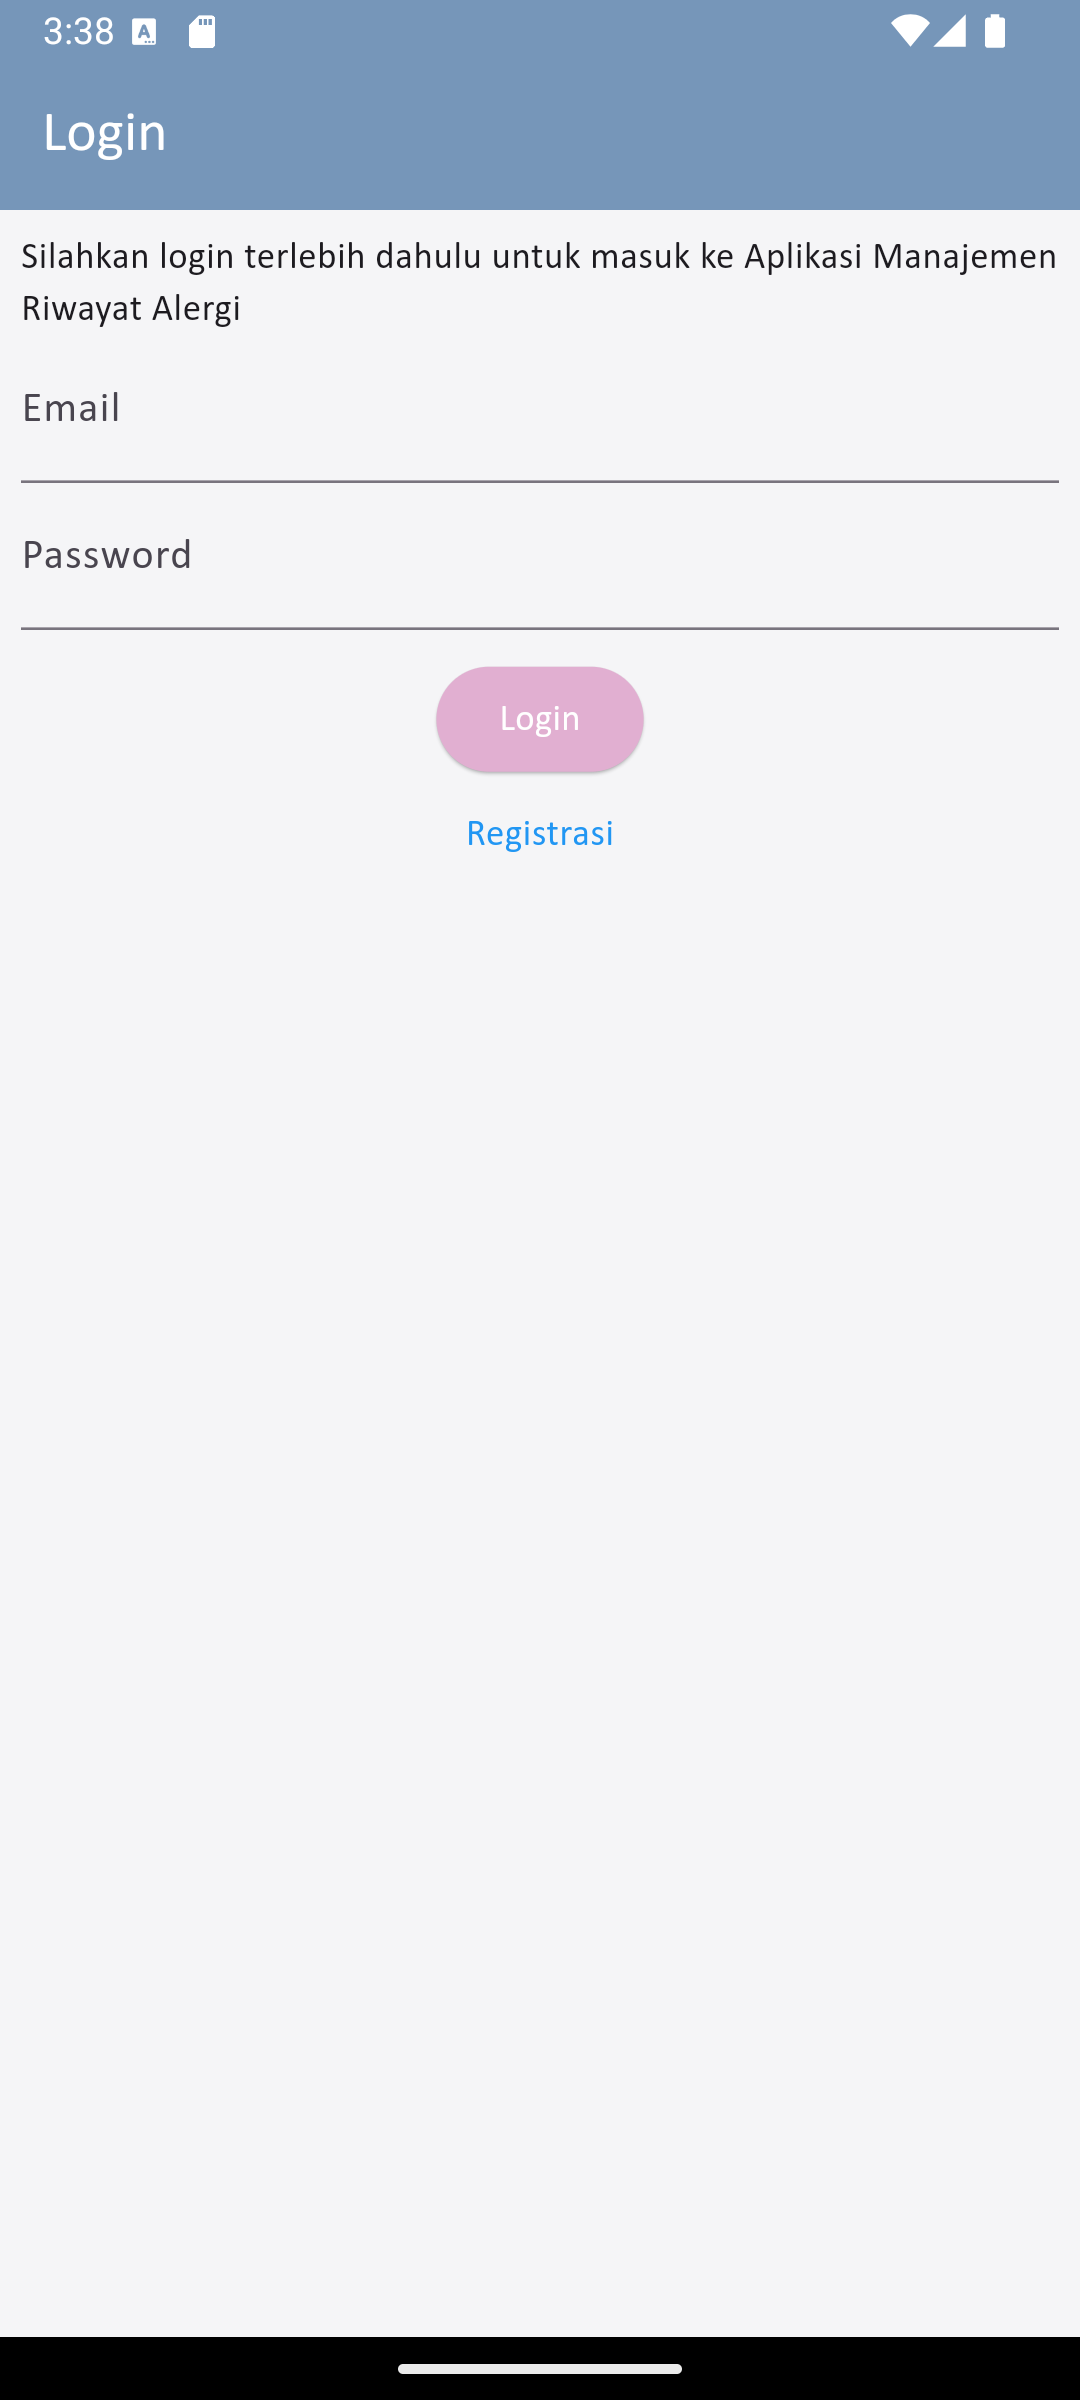 3:38
Login
Silahkan login terlebih dahulu untuk masuk ke Aplikasi Manajemen
Riwayat Alergi
Email
Password
Login
Registrasi